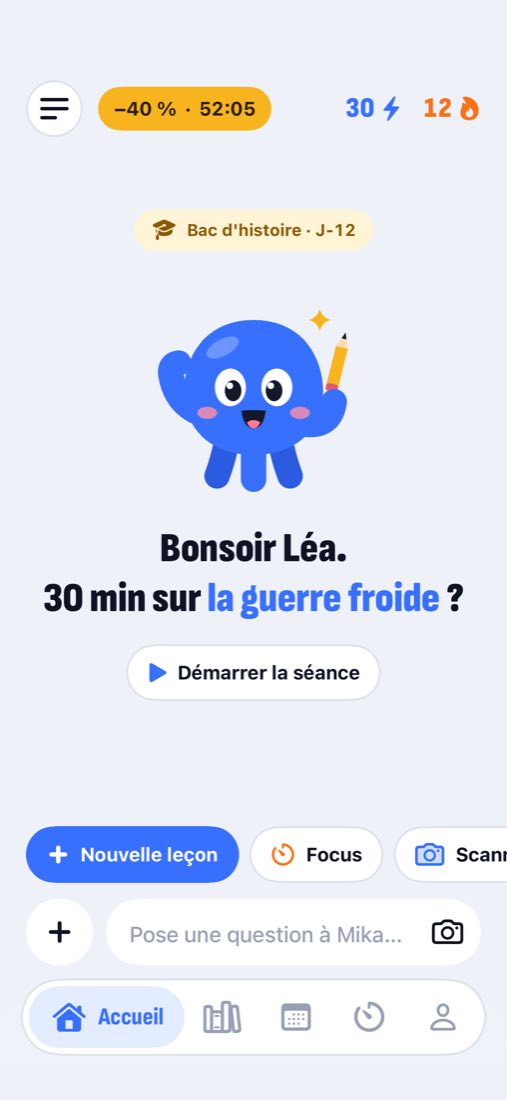 –40 % · 52:05
30
12
Bac d'histoire · J-12
Bonsoir Léa.
30 min sur la guerre froide ?
Démarrer la séance
Nouvelle leçon
Focus
Scanr
Pose une question à Mika...
Accueil